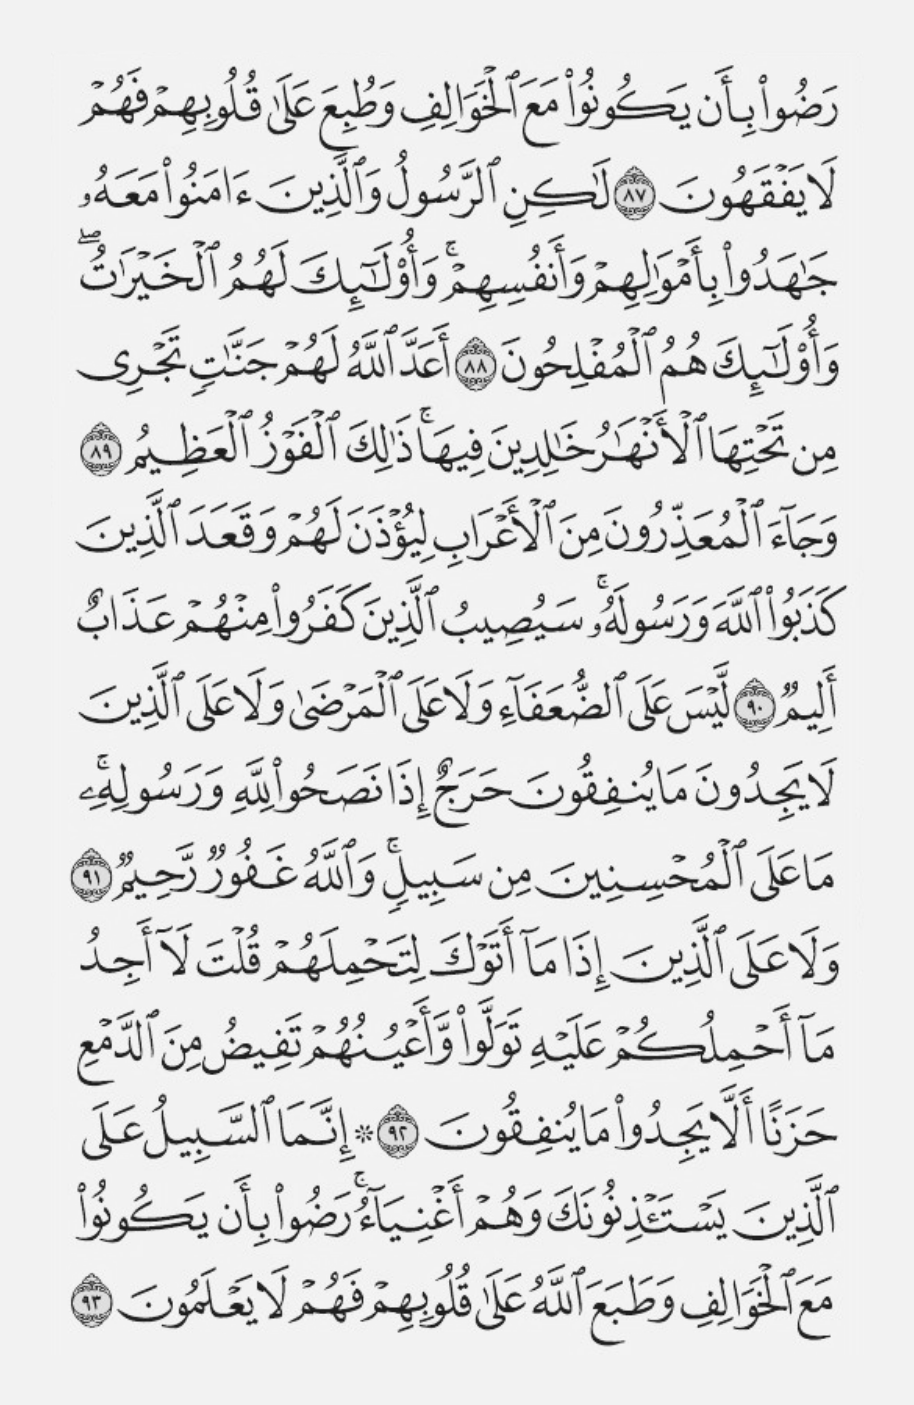 رَضُوا۟ بِأَن يَكُونُوا۟ مَعَ ٱلْخَوَالِفِ وَطُبِعَ عَلَىٰ قُلُوبِهِمْ فَهُمْ
لَا يَفْقَهُونَ ٨٧ لَٰكِنِ ٱلرَّسُولُ وَٱلَّذِينَ ءَامَنُوا۟ مَعَهُۥ
جَٰهَدُوا۟ بِأَمْوَٰلِهِمْ وَأَنفُسِهِمْ ۚ وَأُو۟لَٰٓئِكَ لَهُمُ ٱلْخَيْرَٰتُ ۖ
وَأُو۟لَٰٓئِكَ هُمُ ٱلْمُفْلِحُونَ ٨٨ أَعَدَّ ٱللَّهُ لَهُمْ جَنَّٰتٍ تَجْرِى
مِن تَحْتِهَا ٱلْأَنْهَٰرُ خَٰلِدِينَ فِيهَا ۚ ذَٰلِكَ ٱلْفَوْزُ ٱلْعَظِيمُ ٨٩
وَجَآءَ ٱلْمُعَذِّرُونَ مِنَ ٱلْأَعْرَابِ لِيُؤْذَنَ لَهُمْ وَقَعَدَ ٱلَّذِينَ
كَذَبُوا۟ ٱللَّهَ وَرَسُولَهُۥ ۚ سَيُصِيبُ ٱلَّذِينَ كَفَرُوا۟ مِنْهُمْ عَذَابٌ
أَلِيمٌ ٩٠ لَّيْسَ عَلَى ٱلضُّعَفَآءِ وَلَا عَلَى ٱلْمَرْضَىٰ وَلَا عَلَى ٱلَّذِينَ
لَا يَجِدُونَ مَا يُنفِقُونَ حَرَجٌ إِذَا نَصَحُوا۟ لِلَّهِ وَرَسُولِهِۦ ۚ
مَا عَلَى ٱلْمُحْسِنِينَ مِن سَبِيلٍ ۚ وَٱللَّهُ غَفُورٌ رَّحِيمٌ ٩١
وَلَا عَلَى ٱلَّذِينَ إِذَا مَآ أَتَوْكَ لِتَحْمِلَهُمْ قُلْتَ لَآ أَجِدُ
مَآ أَحْمِلُكُمْ عَلَيْهِ تَوَلَّوا۟ وَّأَعْيُنُهُمْ تَفِيضُ مِنَ ٱلدَّمْعِ
حَزَنًا أَلَّا يَجِدُوا۟ مَا يُنفِقُونَ ٩٢ ۞ إِنَّمَا ٱلسَّبِيلُ عَلَى
ٱلَّذِينَ يَسْتَـْٔذِنُونَكَ وَهُمْ أَغْنِيَآءُ ۚ رَضُوا۟ بِأَن يَكُونُوا۟
مَعَ ٱلْخَوَالِفِ وَطَبَعَ ٱللَّهُ عَلَىٰ قُلُوبِهِمْ فَهُمْ لَا يَعْلَمُونَ ٩٣